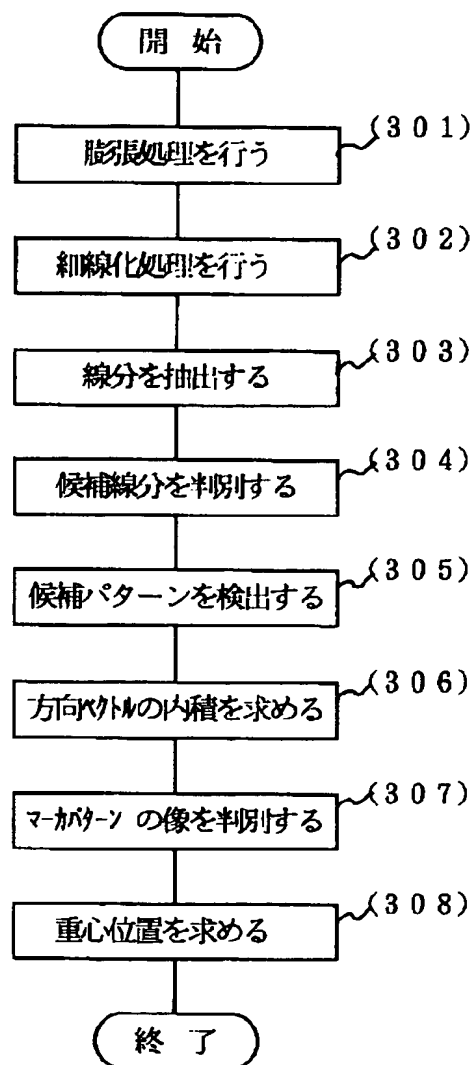 開 始
(301)
膨張処理を行う
(302)
細線化処理を行う
(303)
線分を抽出する
(304)
候補線分を判別する
(305)
候補パターンを検出する
(306)
方向ベクトルの内積を求める
(307)
マーカパターン の像を判別する
(308)
重心位置を求める
終 了